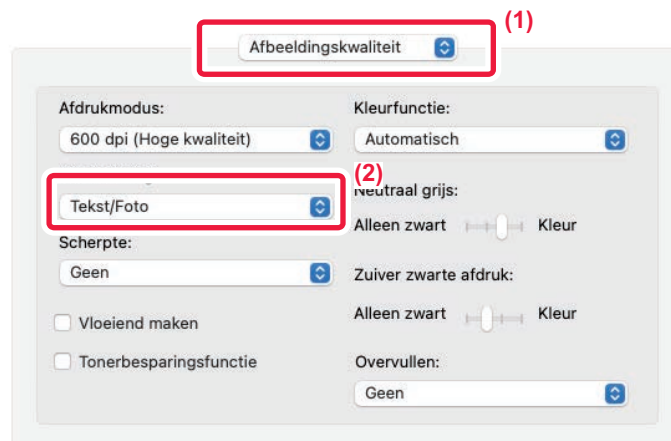 (1)
Afbeeldingskwaliteit
Afdrukmodus:
600 dpi (Hoge kwaliteit)
(2)
Tekst/Foto
Scherpte:
Geen
Vloeiend maken
Tonerbesparingsfunctie
Kleurfunctie:
Automatisch
Neutraal grijs:
Alleen zwart Kleur
Zuiver zwarte afdruk:
Alleen zwart Kleur
Overvullen:
Geen